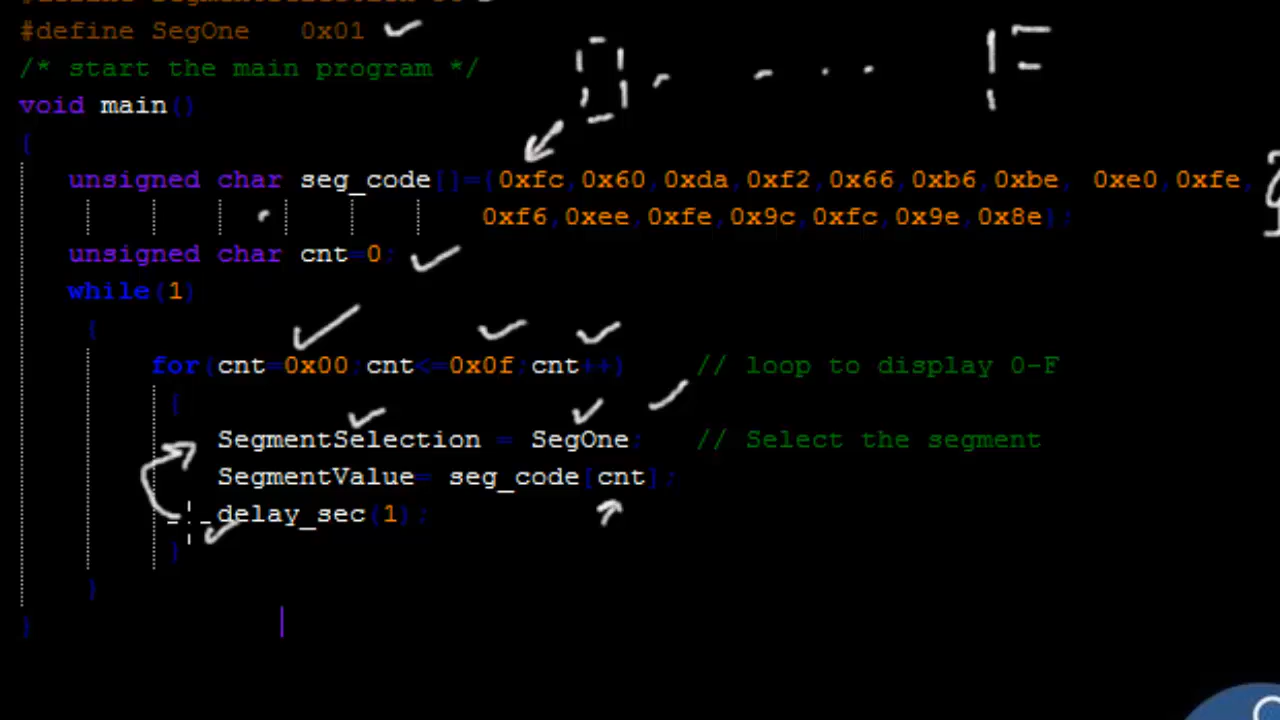 #define SegOne   0x01
/* start the main program */
void main()
{
unsigned char seg_code[]={0xfc,0x60,0xda,0xf2,0x66,0xb6,0xbe, 0xe0,0xfe,
0xf6,0xee,0xfe,0x9c,0xfc,0x9e,0x8e};
unsigned char cnt=0;
while(1)
{
for(cnt=0x00;cnt<=0x0f;cnt++)     // loop to display 0-F
{
SegmentSelection = SegOne;    // Select the segment
SegmentValue= seg_code[cnt];
delay_sec(1);
}
}
}